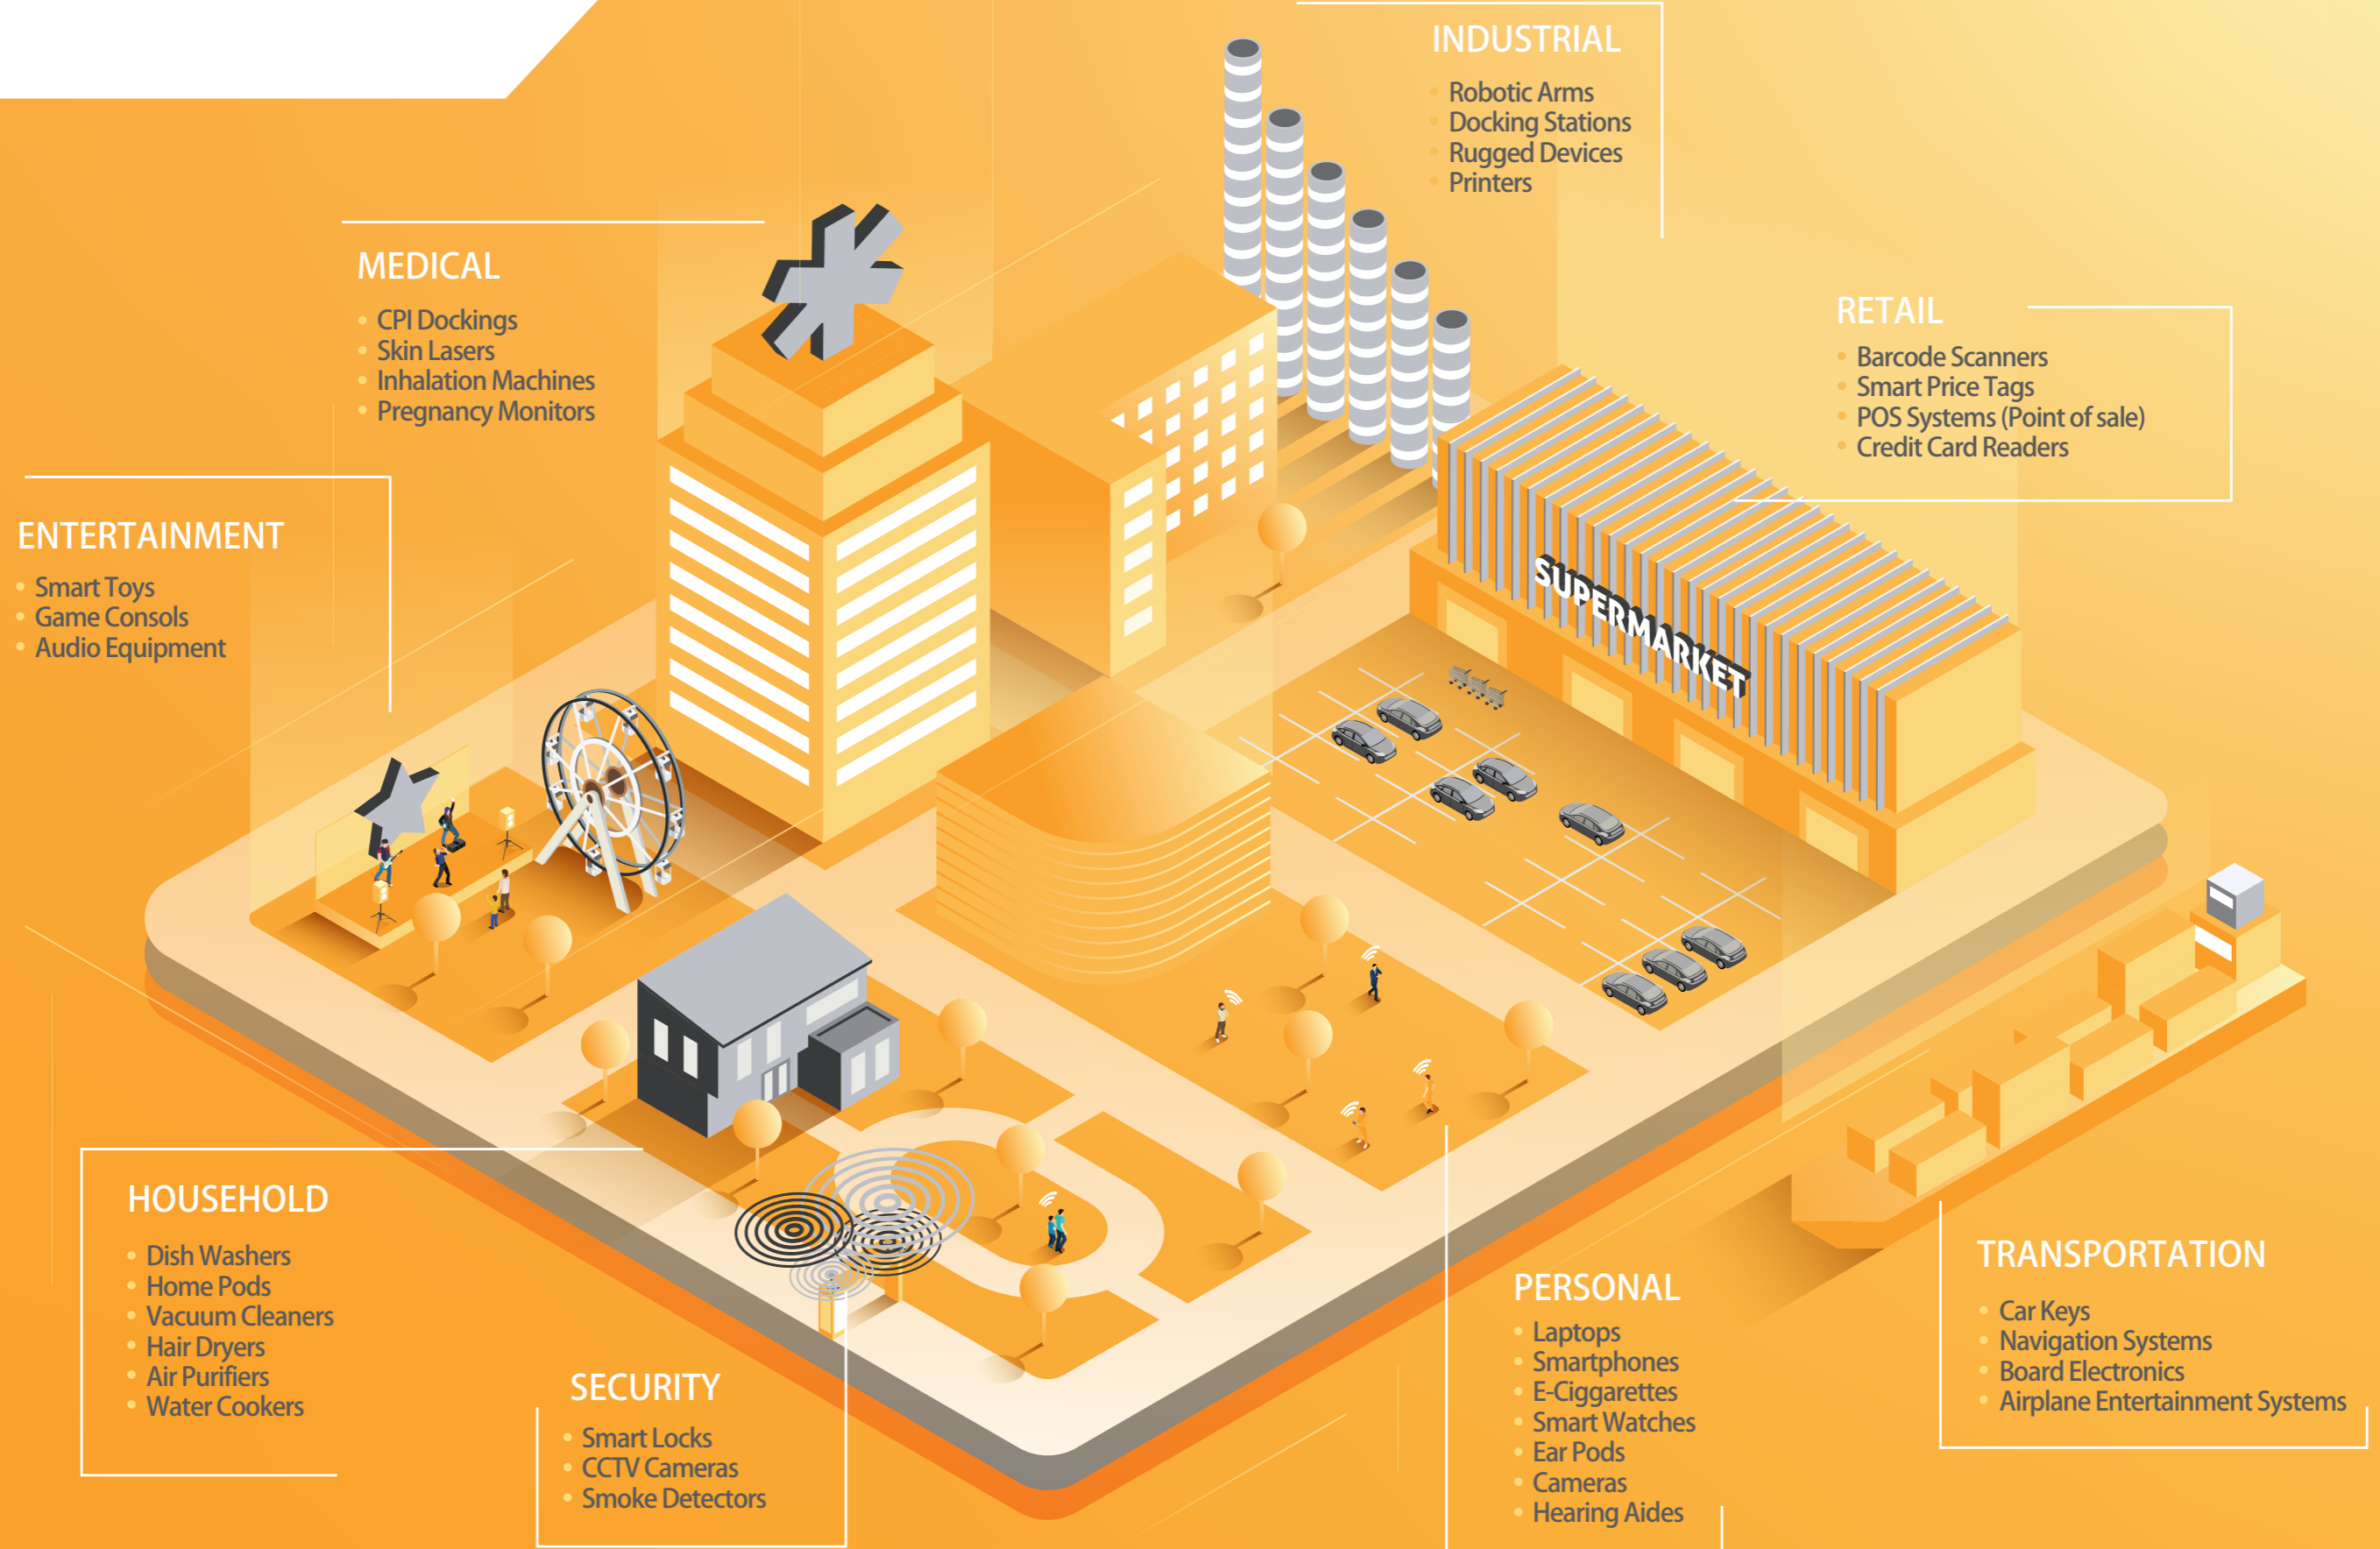 INDUSTRIAL
Robotic Arms
Docking Stations
Rugged Devices
Printers
MEDICAL
CPI Dockings
Skin Lasers
Inhalation Machines
Pregnancy Monitors
RETAIL
Barcode Scanners
Smart Price Tags
POS Systems (Point of sale)
Credit Card Readers
ENTERTAINMENT
Smart Toys
Game Consols
Audio Equipment
SUPERMARKET
HOUSEHOLD
Dish Washers
Home Pods
Vacuum Cleaners
Hair Dryers
Air Purifiers
Water Cookers
SECURITY
Smart Locks
CCTV Cameras
Smoke Detectors
PERSONAL
Laptops
Smartphones
E-Ciggarettes
Smart Watches
Ear Pods
Cameras
Hearing Aides
TRANSPORTATION
Car Keys
Navigation Systems
Board Electronics
Airplane Entertainment Systems